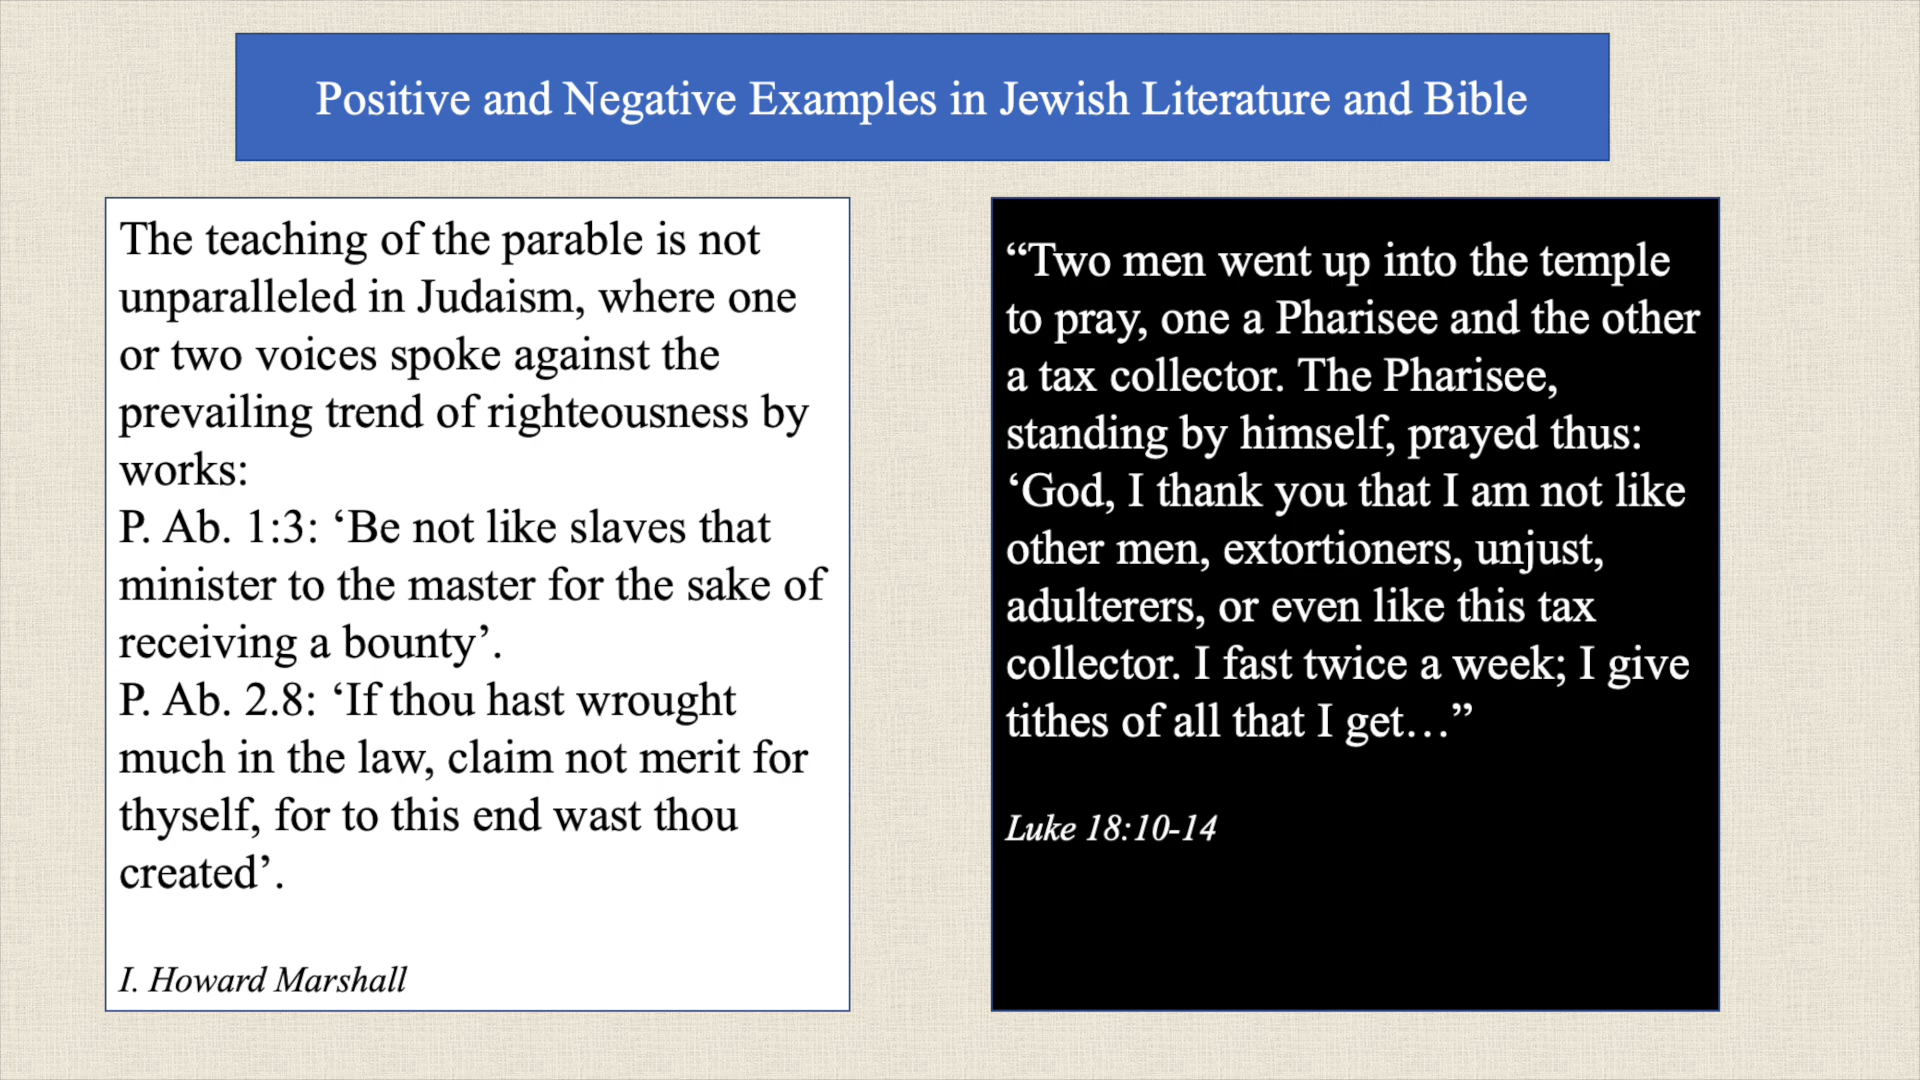 Positive and Negative Examples in Jewish Literature and Bible
The teaching of the parable is not
unparalleled in Judaism, where one
or two voices spoke against the
prevailing trend of righteousness by
works:
P. Ab. 1:3: ‘Be not like slaves that
minister to the master for the sake of
receiving a bounty’.
P. Ab. 2.8: ‘If thou hast wrought
much in the law, claim not merit for
thyself, for to this end wast thou
created’.
I. Howard Marshall
“Two men went up into the temple
to pray, one a Pharisee and the other
a tax collector. The Pharisee,
standing by himself, prayed thus:
‘God, I thank you that I am not like
other men, extortioners, unjust,
adulterers, or even like this tax
collector. I fast twice a week; I give
tithes of all that I get…”
Luke 18:10-14